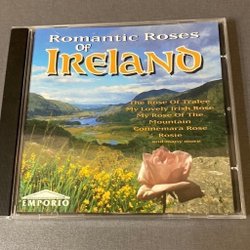 Romantic Roses
Of
IRELAND
The Rose Of Tralee
My Lovely Irish Rose
My Rose Of The
Mountain
Connemara Rose
Rosie
and many more
EMPORIO